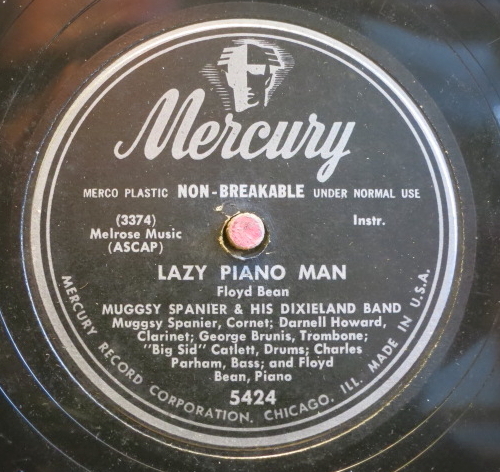 Mercury
MERCO PLASTIC NON-BREAKABLE UNDER NORMAL USE
(3374)
Melrose Music
(ASCAP)
Instr.
LAZY PIANO MAN
Floyd Bean
MUGGSY SPANIER & HIS DIXIELAND BAND
Muggsy Spanier, Cornet; Darnell Howard,
Clarinet; George Brunis, Trombone;
"Big Sid" Catlett, Drums; Charles
Parham, Bass; and Floyd
Bean, Piano
5424
MERCURY RECORD CORPORATION, CHICAGO, ILL. MADE IN U.S.A.